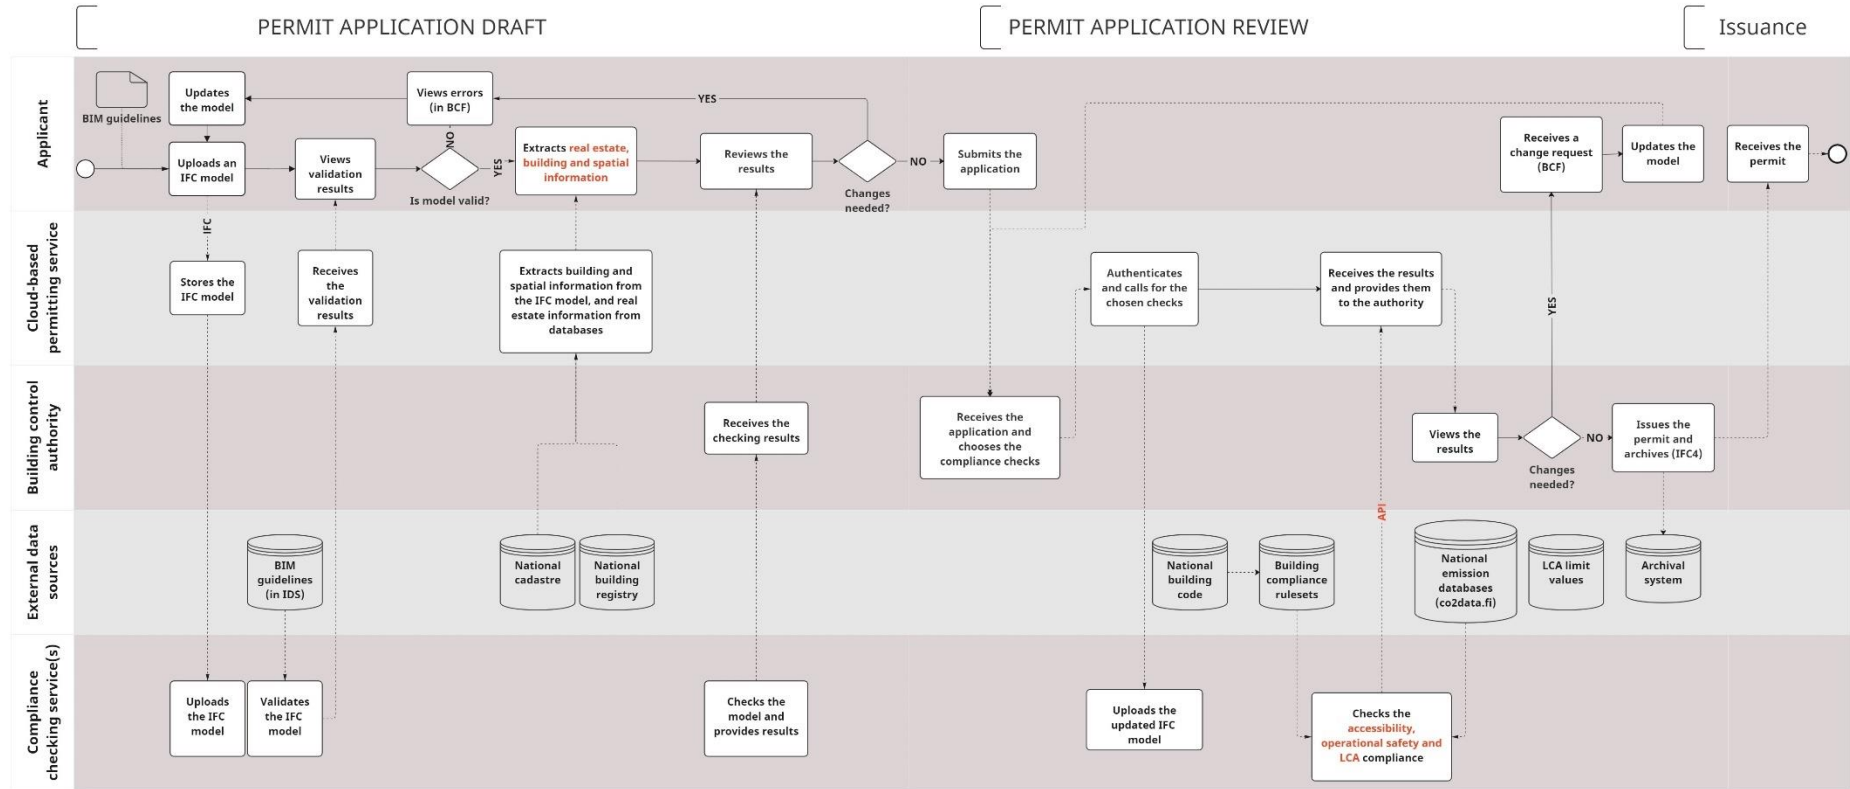 PERMIT APPLICATION DRAFT
PERMIT APPLICATION REVIEW
Issuance
Applicant
BIM guidelines
Updates
the model
Uploads an
IFC model
Views
validation
results
Views errors
(in BCF)
NO
Is model valid?
YES
Extracts real estate,
building and spatial
information
Reviews the
results
YES
Changes
needed?
NO
Submits the
application
Receives a
change request
(BCF)
Updates the
model
Receives the
permit
Cloud-based
permitting service
IFC
Stores the
IFC model
Receives
the
validation
results
Extracts building and
spatial information from
the IFC model, and real
estate information from
databases
Authenticates
and calls for the
chosen checks
Receives the results
and provides them
to the authority
YES
Building control
authority
Receives the
checking results
Receives the
application and
chooses the
compliance checks
Views the
results
Changes
needed?
NO
Issues the
permit and
archives (IFC4)
External data
sources
BIM
guidelines
(in IDS)
National
cadastre
National
building
registry
National
building
code
Building
compliance
rulesets
API
National
emission
databases
(co2data.fi)
LCA limit
values
Archival
system
Compliance
checking service(s)
Uploads
the IFC
model
Validates
the IFC
model
Checks the
model and
provides results
Uploads the
updated IFC
model
Checks the
accessibility,
operational safety and
LCA compliance